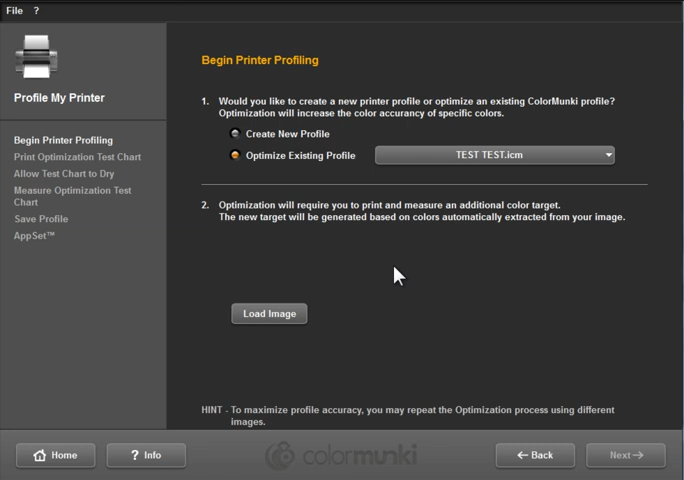 File ?
Profile My Printer
Begin Printer Profiling
Print Optimization Test Chart
Allow Test Chart to Dry
Measure Optimization Test
Chart
Save Profile
AppSet™
Begin Printer Profiling
1. Would you like to create a new printer profile or optimize an existing ColorMunki profile?
Optimization will increase the color accurancy of specific colors.
Create New Profile
Optimize Existing Profile TEST TEST.icm
2. Optimization will require you to print and measure an additional color target.
The new target will be generated based on colors automatically extracted from your image.
Load Image
HINT - To maximize profile accuracy, you may repeat the Optimization process using different
images.
Home ? Info colormunki ← Back Next →